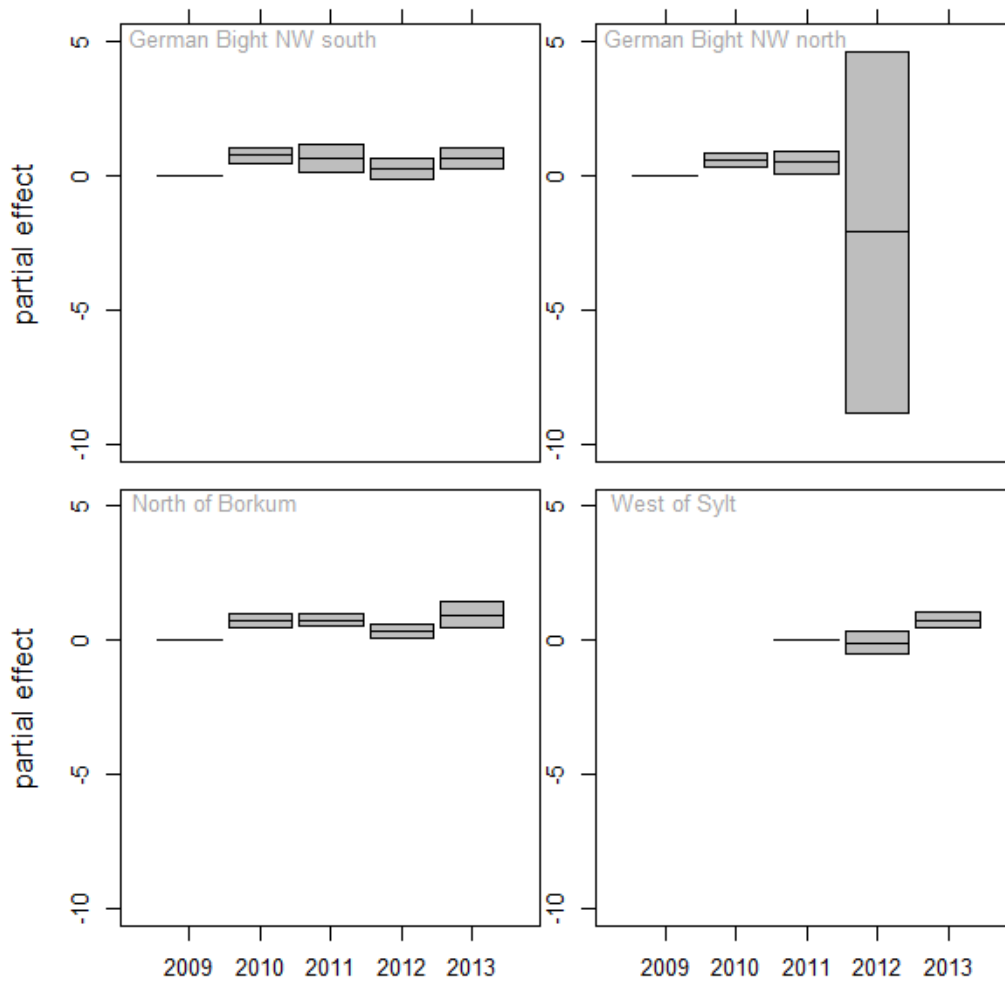 German Bight NW south
German Bight NW north
5
0
-5
-10
5
0
-5
-10
partial effect
North of Borkum
West of Sylt
5
0
-5
-10
5
0
-5
-10
partial effect
2009 2010 2011 2012 2013
2009 2010 2011 2012 2013